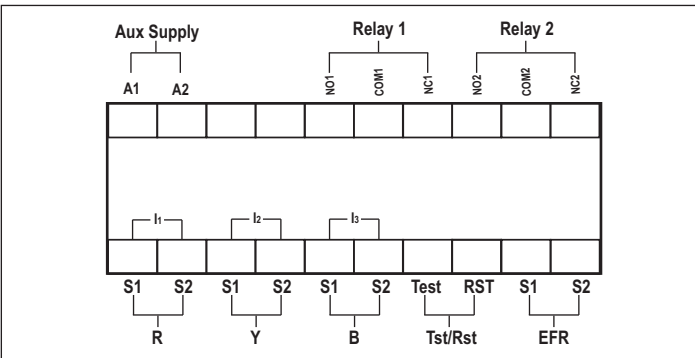 Aux Supply Relay 1 Relay 2
A1 A2 NO1 COM1 NC1 NO2 COM2 NC2
I1 I2 I3
S1 S2 S1 S2 S1 S2 Test RST S1 S2
R Y B Tst/Rst EFR